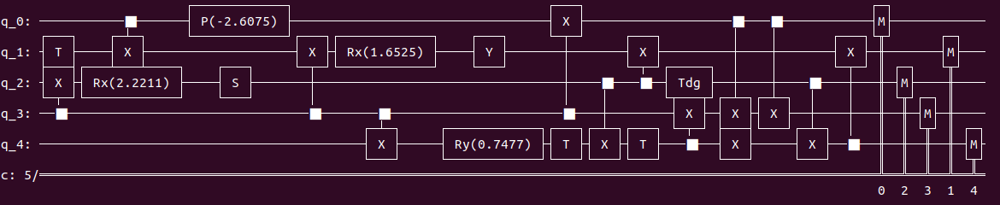 q_0: ■ P(-2.6075) X ■ ■ M
q_1: T X X Rx(1.6525) Y X X M
q_2: X Rx(2.2211) S ■ ■ Tdg ■ M
q_3: ■ ■ ■ ■ X X X M
q_4: X Ry(0.7477) T X T ■ X X ■ M
c: 5/
0 2 3 1 4